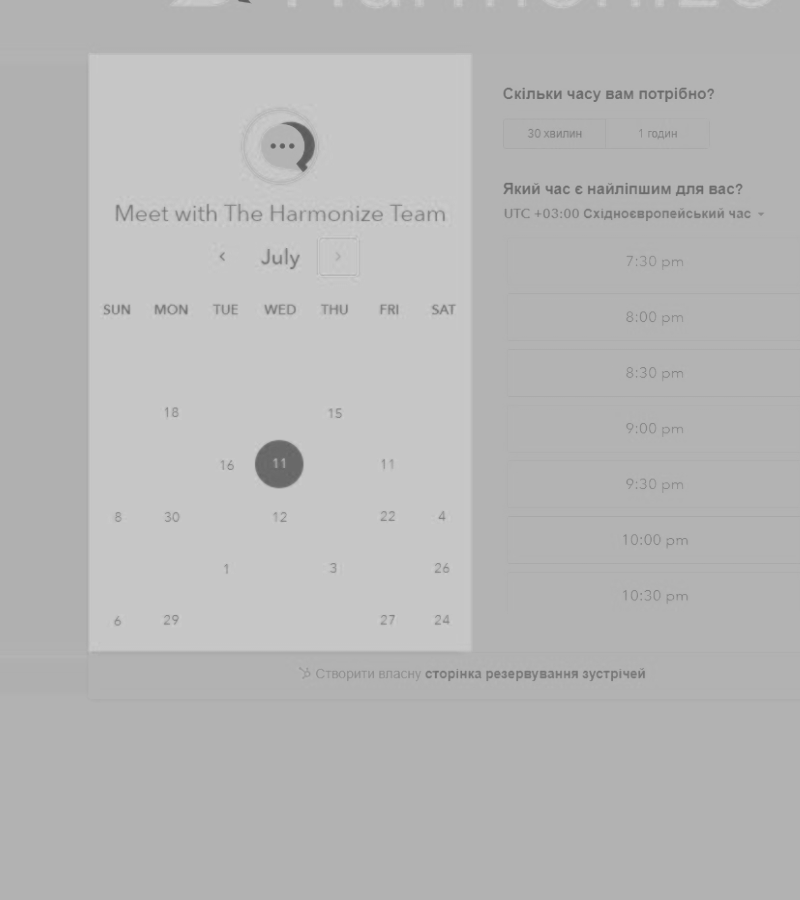 Meet with The Harmonize Team
July
SUN MON TUE WED THU FRI SAT
18 15
16 11 11
8 30 12 22 4
1 3 26
6 29 27 24
Скільки часу вам потрібно?
30 хвилин 1 годин
Який час є найліпшим для вас?
UTC +03:00 Східноєвропейський час
7:30 pm
8:00 pm
8:30 pm
9:00 pm
9:30 pm
10:00 pm
10:30 pm
Створити власну сторінка резервування зустрічей